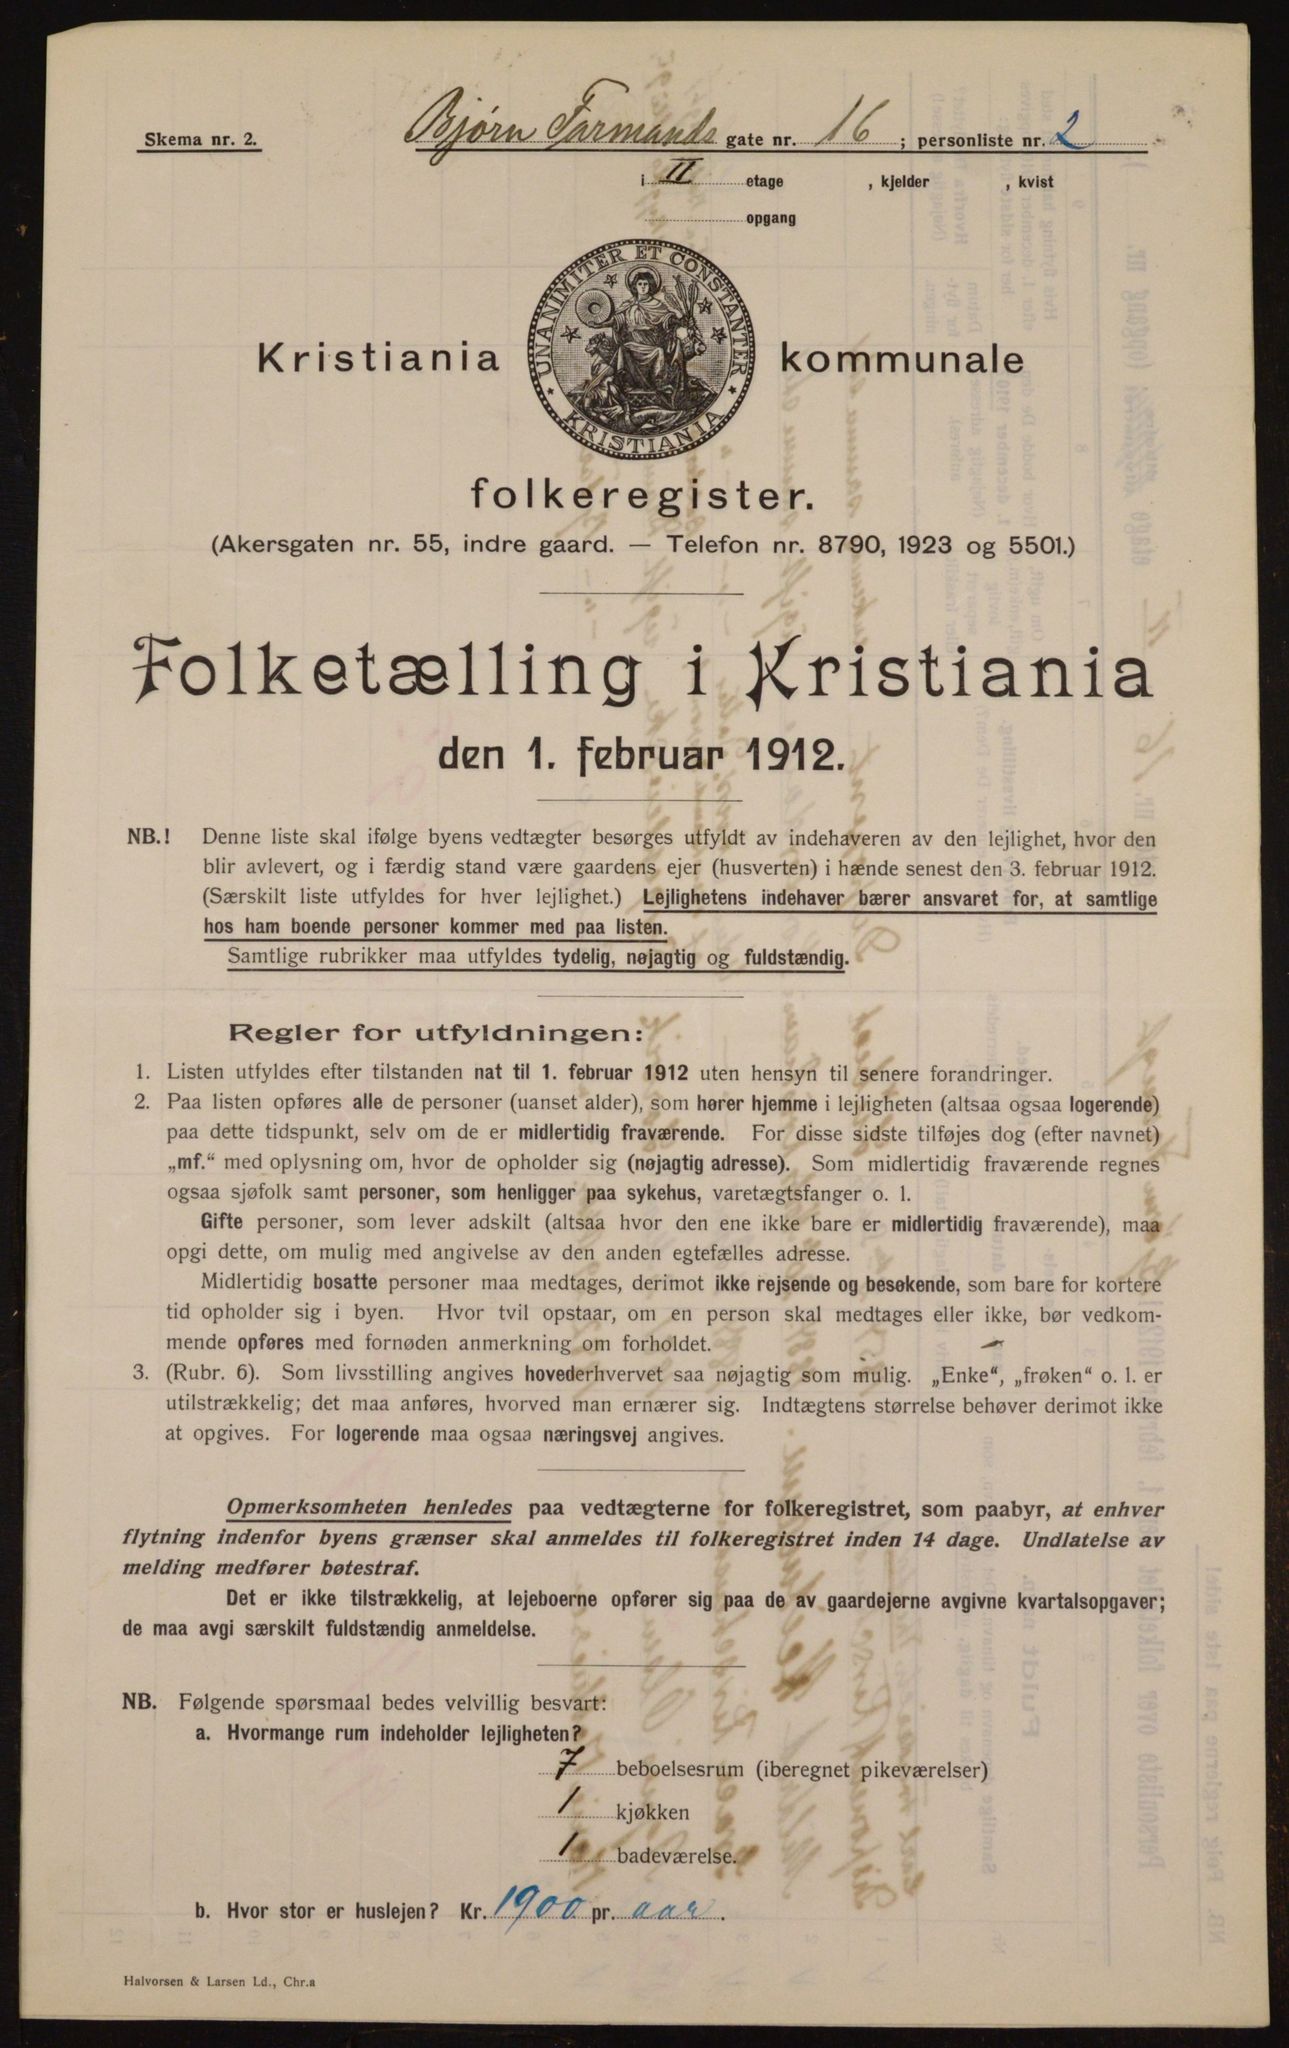 Skema nr. 2.
Bjørn Farmands gate nr. 16 ; personliste nr. 2
i II etage , kjelder , kvist
opgang
UNANIMITER ET CONSTANTER
KRISTIANIA
Kristiania kommunale
folkeregister.
(Akersgaten nr. 55, indre gaard. — Telefon nr. 8790, 1923 og 5501.)
Folketælling i Kristiania
den 1. februar 1912.
NB.! Denne liste skal ifølge byens vedtægter besørges utfyldt av indehaveren av den lejlighet, hvor den
blir avlevert, og i færdig stand være gaardens ejer (husverten) i hænde senest den 3. februar 1912.
(Særskilt liste utfyldes for hver lejlighet.) Lejlighetens indehaver bærer ansvaret for, at samtlige
hos ham boende personer kommer med paa listen.
Samtlige rubrikker maa utfyldes tydelig, nøjagtig og fuldstændig.
Regler for utfyldningen:
1. Listen utfyldes efter tilstanden nat til 1. februar 1912 uten hensyn til senere forandringer.
2. Paa listen opføres alle de personer (uanset alder), som hører hjemme i lejligheten (altsaa ogsaa logerende)
paa dette tidspunkt, selv om de er midlertidig fraværende. For disse sidste tilføjes dog (efter navnet)
„mf.“ med oplysning om, hvor de opholder sig (nøjagtig adresse). Som midlertidig fraværende regnes
ogsaa sjøfolk samt personer, som henligger paa sykehus, varetægtsfanger o. l.
Gifte personer, som lever adskilt (altsaa hvor den ene ikke bare er midlertidig fraværende), maa
opgi dette, om mulig med angivelse av den anden egtefælles adresse.
Midlertidig bosatte personer maa medtages, derimot ikke rejsende og besøkende, som bare for kortere
tid opholder sig i byen. Hvor tvil opstaar, om en person skal medtages eller ikke, bør vedkom-
mende opføres med fornøden anmerkning om forholdet.
3. (Rubr. 6). Som livsstilling angives hovederhvervet saa nøjagtig som mulig. „Enke“, „frøken“ o. l. er
utilstrækkelig; det maa anføres, hvorved man ernærer sig. Indtægtens størrelse behøver derimot ikke
at opgives. For logerende maa ogsaa næringsvej angives.
Opmerksomheten henledes paa vedtægterne for folkeregistret, som paabyr, at enhver
flytning indenfor byens grænser skal anmeldes til folkeregistret inden 14 dage. Undlatelse av
melding medfører bøtestraf.
Det er ikke tilstrækkelig, at lejeboerne opfører sig paa de av gaardejerne avgivne kvartalsopgaver;
de maa avgi særskilt fuldstændig anmeldelse.
NB. Følgende spørsmaal bedes velvillig besvart:
a. Hvormange rum indeholder lejligheten?
7 beboelsesrum (iberegnet pikeværelser)
1 kjøkken
1 badeværelse.
b. Hvor stor er huslejen? Kr. 1900 pr. aar.
Halvorsen & Larsen Ld., Chr.a